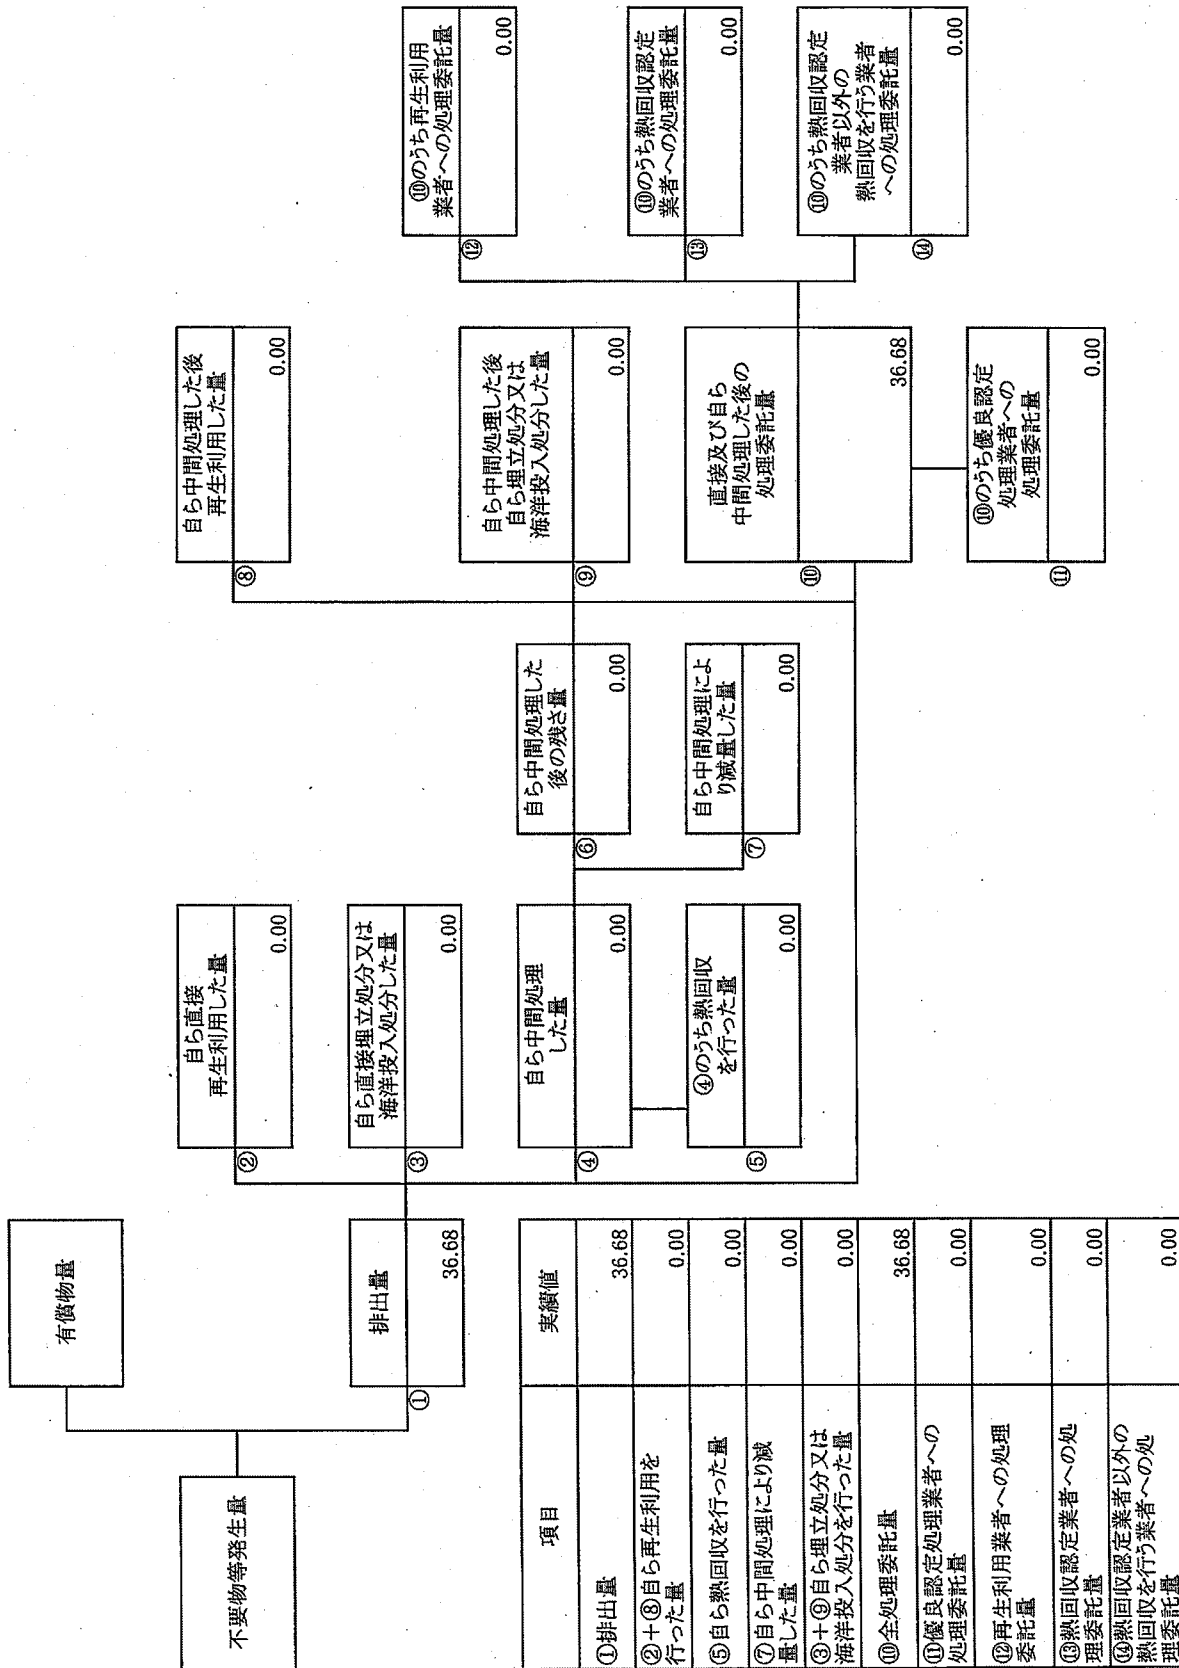 不要物等発生量
有償物量
排出量
①
36.68
自ら直接
再生利用した量
②
0.00
自ら直接埋立処分又は
海洋投入処分した量
③
0.00
自ら中間処理
した量
④
0.00
④のうち熱回収
を行った量
⑤
0.00
自ら中間処理した
後の残さ量
⑥
0.00
自ら中間処理によ
り減量した量
⑦
0.00
自ら中間処理した後
再生利用した量
⑧
0.00
自ら中間処理した後
自ら埋立処分又は
海洋投入処分した量
⑨
0.00
直接及び自ら
中間処理した後の
処理委託量
⑩
36.68
⑩のうち優良認定
処理業者への
処理委託量
⑪
0.00
⑩のうち再生利用
業者への処理委託量
⑫
0.00
⑩のうち熱回収認定
業者への処理委託量
⑬
0.00
⑩のうち熱回収認定
業者以外の
熱回収を行う業者
への処理委託量
⑭
0.00
項目 実績値
①排出量 36.68
②+⑧自ら再生利用を
行った量 0.00
⑤自ら熱回収を行った量 0.00
⑦自ら中間処理により減
量した量 0.00
③+⑨自ら埋立処分又は
海洋投入処分を行った量 0.00
⑩全処理委託量 36.68
⑪優良認定処理業者への
処理委託量 0.00
⑫再生利用業者への処理
委託量 0.00
⑬熱回収認定業者への処
理委託量 0.00
⑭熱回収認定業者以外の
熱回収を行う業者への処
理委託量 0.00